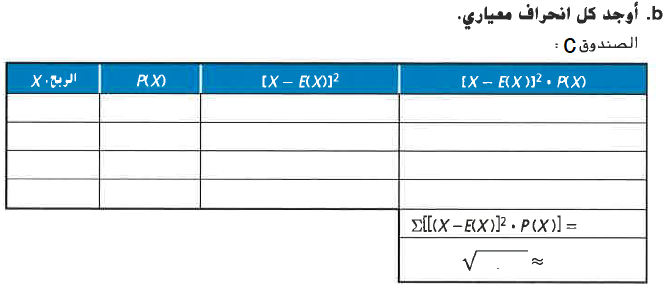 b. أوجد كل انحراف معياري.
الصندوق C :
الربح، X P(X) [X – E(X)]² [X – E(X)]² • P(X)
Σ[[(X–E(X)]² • P(X)] =
√ . ≈